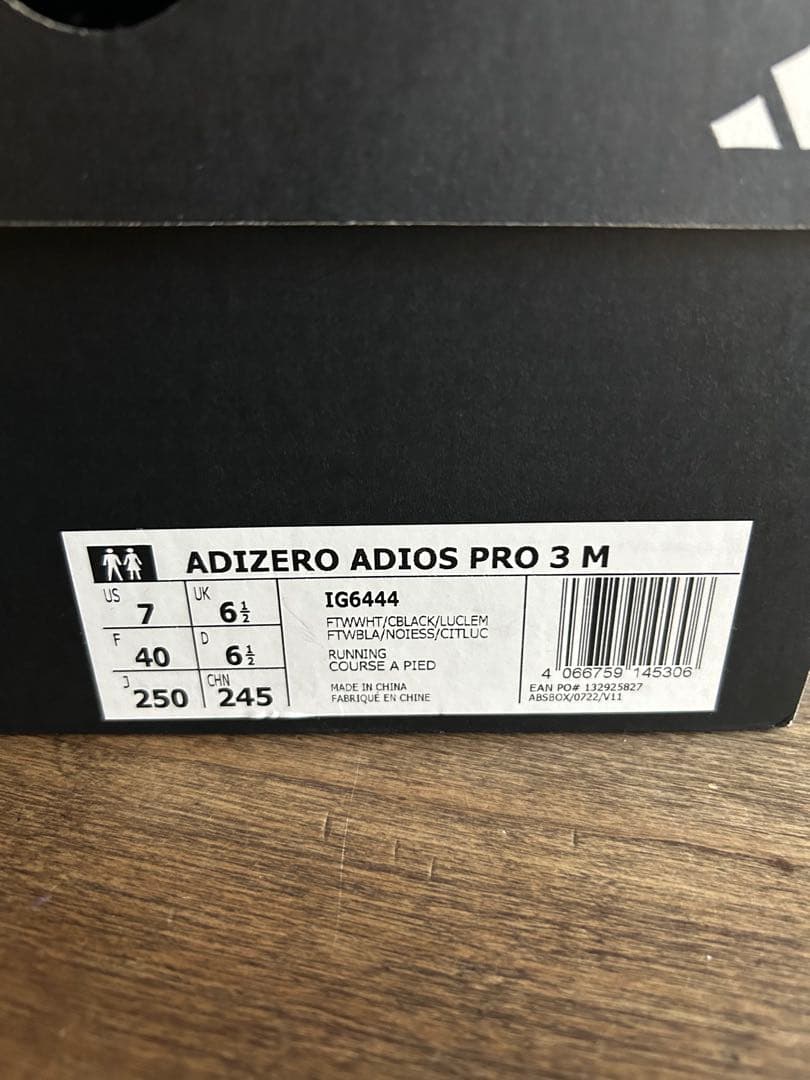 ADIZERO ADIOS PRO 3 M
US 7 UK 6½
F 40 D 6½
J 250 CHN 245
IG6444
FTWWHT/CBLACK/LUCLEM
FTWBLA/NOIESS/CITLUC
RUNNING
COURSE A PIED
MADE IN CHINA
FABRIQUÉ EN CHINE
4 066759 145306
EAN PO# 132925827
ABSBOX/0722/V11